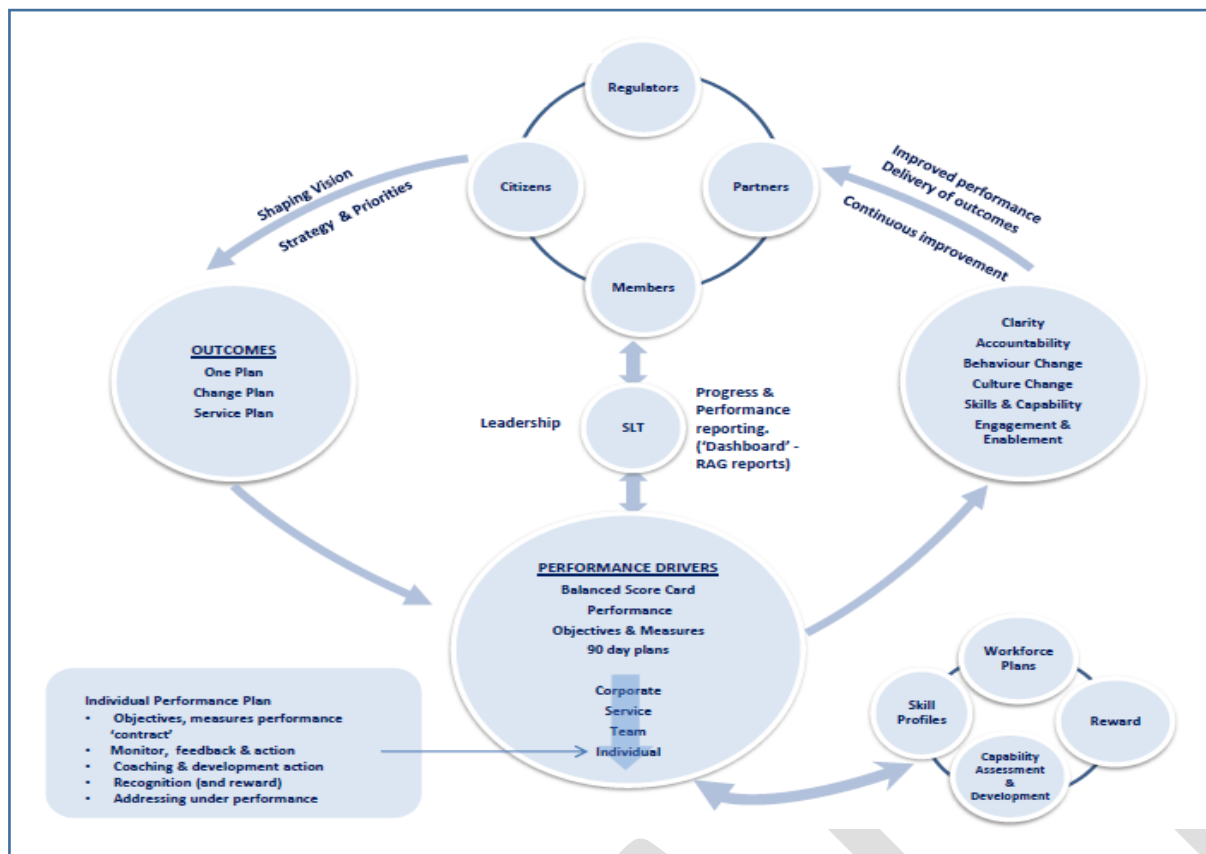 Regulators
Citizens
Partners
Members
Shaping Vision
Strategy & Priorities
Improved performance
Delivery of outcomes
Continuous improvement
OUTCOMES
One Plan
Change Plan
Service Plan
Leadership
SLT
Progress &
Performance
reporting.
(‘Dashboard’ -
RAG reports)
Clarity
Accountability
Behaviour Change
Culture Change
Skills & Capability
Engagement &
Enablement
PERFORMANCE DRIVERS
Balanced Score Card
Performance
Objectives & Measures
90 day plans
Corporate
Service
Team
Individual
Individual Performance Plan
• Objectives, measures performance
‘contract’
• Monitor, feedback & action
• Coaching & development action
• Recognition (and reward)
• Addressing under performance
Workforce
Plans
Skill
Profiles
Reward
Capability
Assessment
&
Development